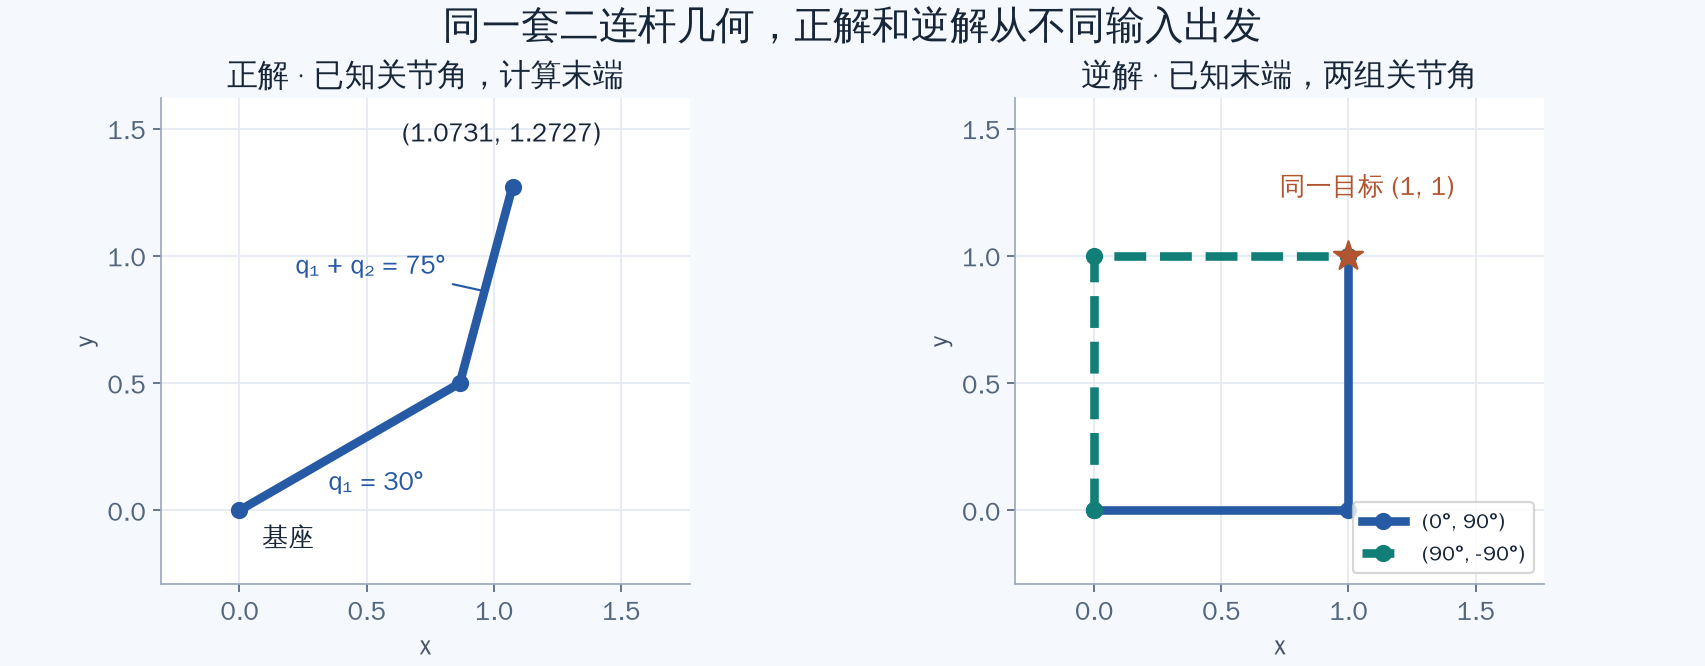 同一套二连杆几何，正解和逆解从不同输入出发
正解 · 已知关节角，计算末端
1.5
1.0
0.5
0.0
y
(1.0731, 1.2727)
q₁ + q₂ = 75°
q₁ = 30°
基座
0.0 0.5 1.0 1.5
x
逆解 · 已知末端，两组关节角
1.5
1.0
0.5
0.0
y
同一目标 (1, 1)
(0°, 90°)
(90°, -90°)
0.0 0.5 1.0 1.5
x